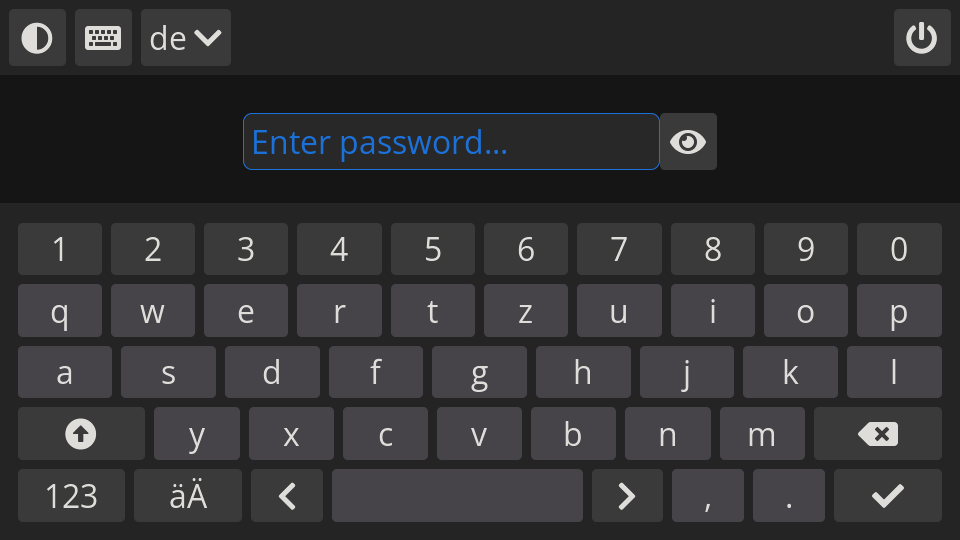 de
Enter password...
1 2 3 4 5 6 7 8 9 0
q w e r t z u i o p
a s d f g h j k l
y x c v b n m
123 äÄ , .